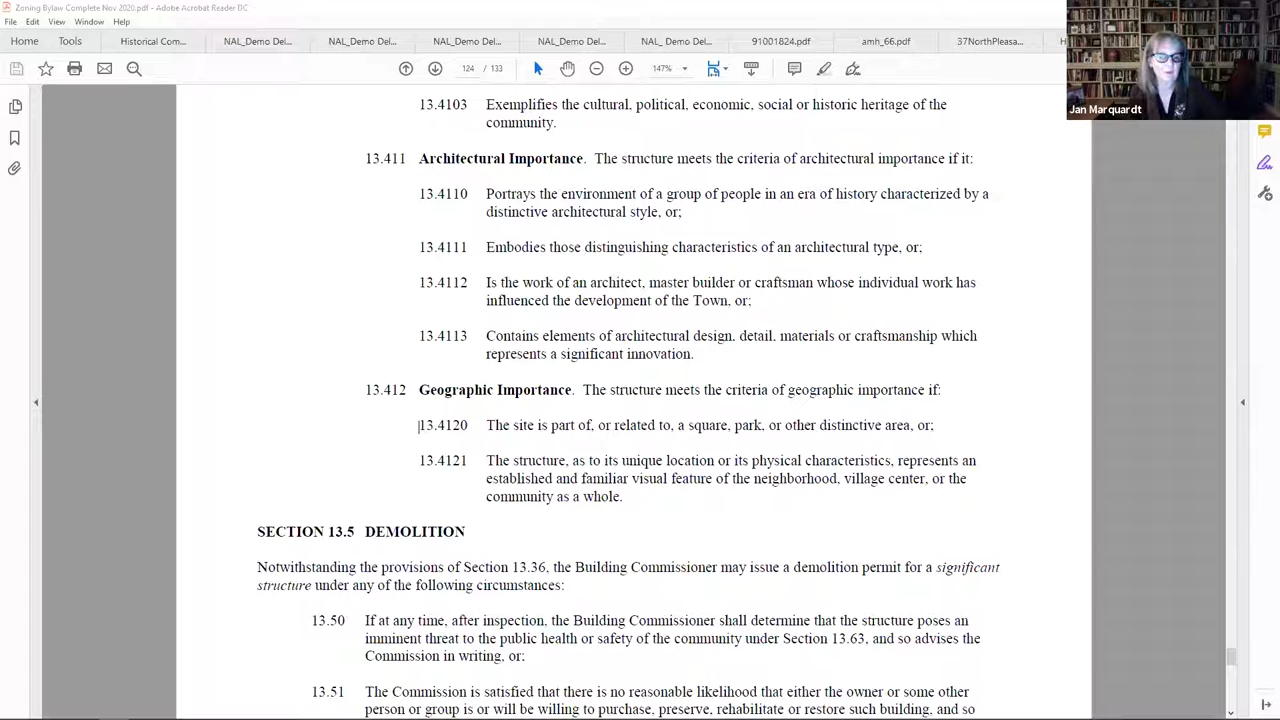 Zoning Bylaw Complete Nov 2020.pdf - Adobe Acrobat Reader DC
File Edit View Window Help
Home Tools Historical Com... NAL_Demo Del... NAL_Demo Del... NAL_Demo Del... NAL_Demo Del... NAL_ Demo Del... 91001824.pdf amh_66.pdf 37NorthPleasa...
124 / 133 147%
Jan Marquardt
13.4103 Exemplifies the cultural, political, economic, social or historic heritage of the
community.
13.411 Architectural Importance. The structure meets the criteria of architectural importance if it:
13.4110 Portrays the environment of a group of people in an era of history characterized by a
distinctive architectural style, or;
13.4111 Embodies those distinguishing characteristics of an architectural type, or;
13.4112 Is the work of an architect, master builder or craftsman whose individual work has
influenced the development of the Town, or;
13.4113 Contains elements of architectural design, detail, materials or craftsmanship which
represents a significant innovation.
13.412 Geographic Importance. The structure meets the criteria of geographic importance if:
13.4120 The site is part of, or related to, a square, park, or other distinctive area, or;
13.4121 The structure, as to its unique location or its physical characteristics, represents an
established and familiar visual feature of the neighborhood, village center, or the
community as a whole.
SECTION 13.5 DEMOLITION
Notwithstanding the provisions of Section 13.36, the Building Commissioner may issue a demolition permit for a significant
structure under any of the following circumstances:
13.50 If at any time, after inspection, the Building Commissioner shall determine that the structure poses an
imminent threat to the public health or safety of the community under Section 13.63, and so advises the
Commission in writing, or;
13.51 The Commission is satisfied that there is no reasonable likelihood that either the owner or some other
person or group is or will be willing to purchase, preserve, rehabilitate or restore such building, and so